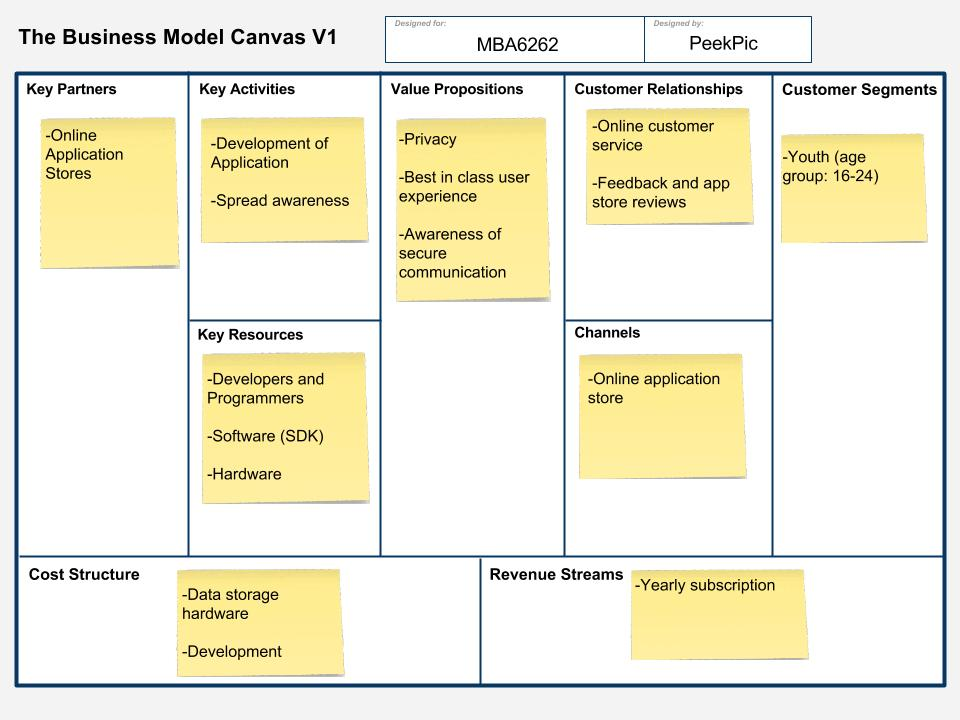 The Business Model Canvas V1
Designed for:
MBA6262
Designed by:
PeekPic
Key Partners
-Online
Application
Stores
Key Activities
-Development of
Application
-Spread awareness
Key Resources
-Developers and
Programmers
-Software (SDK)
-Hardware
Value Propositions
-Privacy
-Best in class user
experience
-Awareness of
secure
communication
Customer Relationships
-Online customer
service
-Feedback and app
store reviews
Channels
-Online application
store
Customer Segments
-Youth (age
group: 16-24)
Cost Structure
-Data storage
hardware
-Development
Revenue Streams
-Yearly subscription